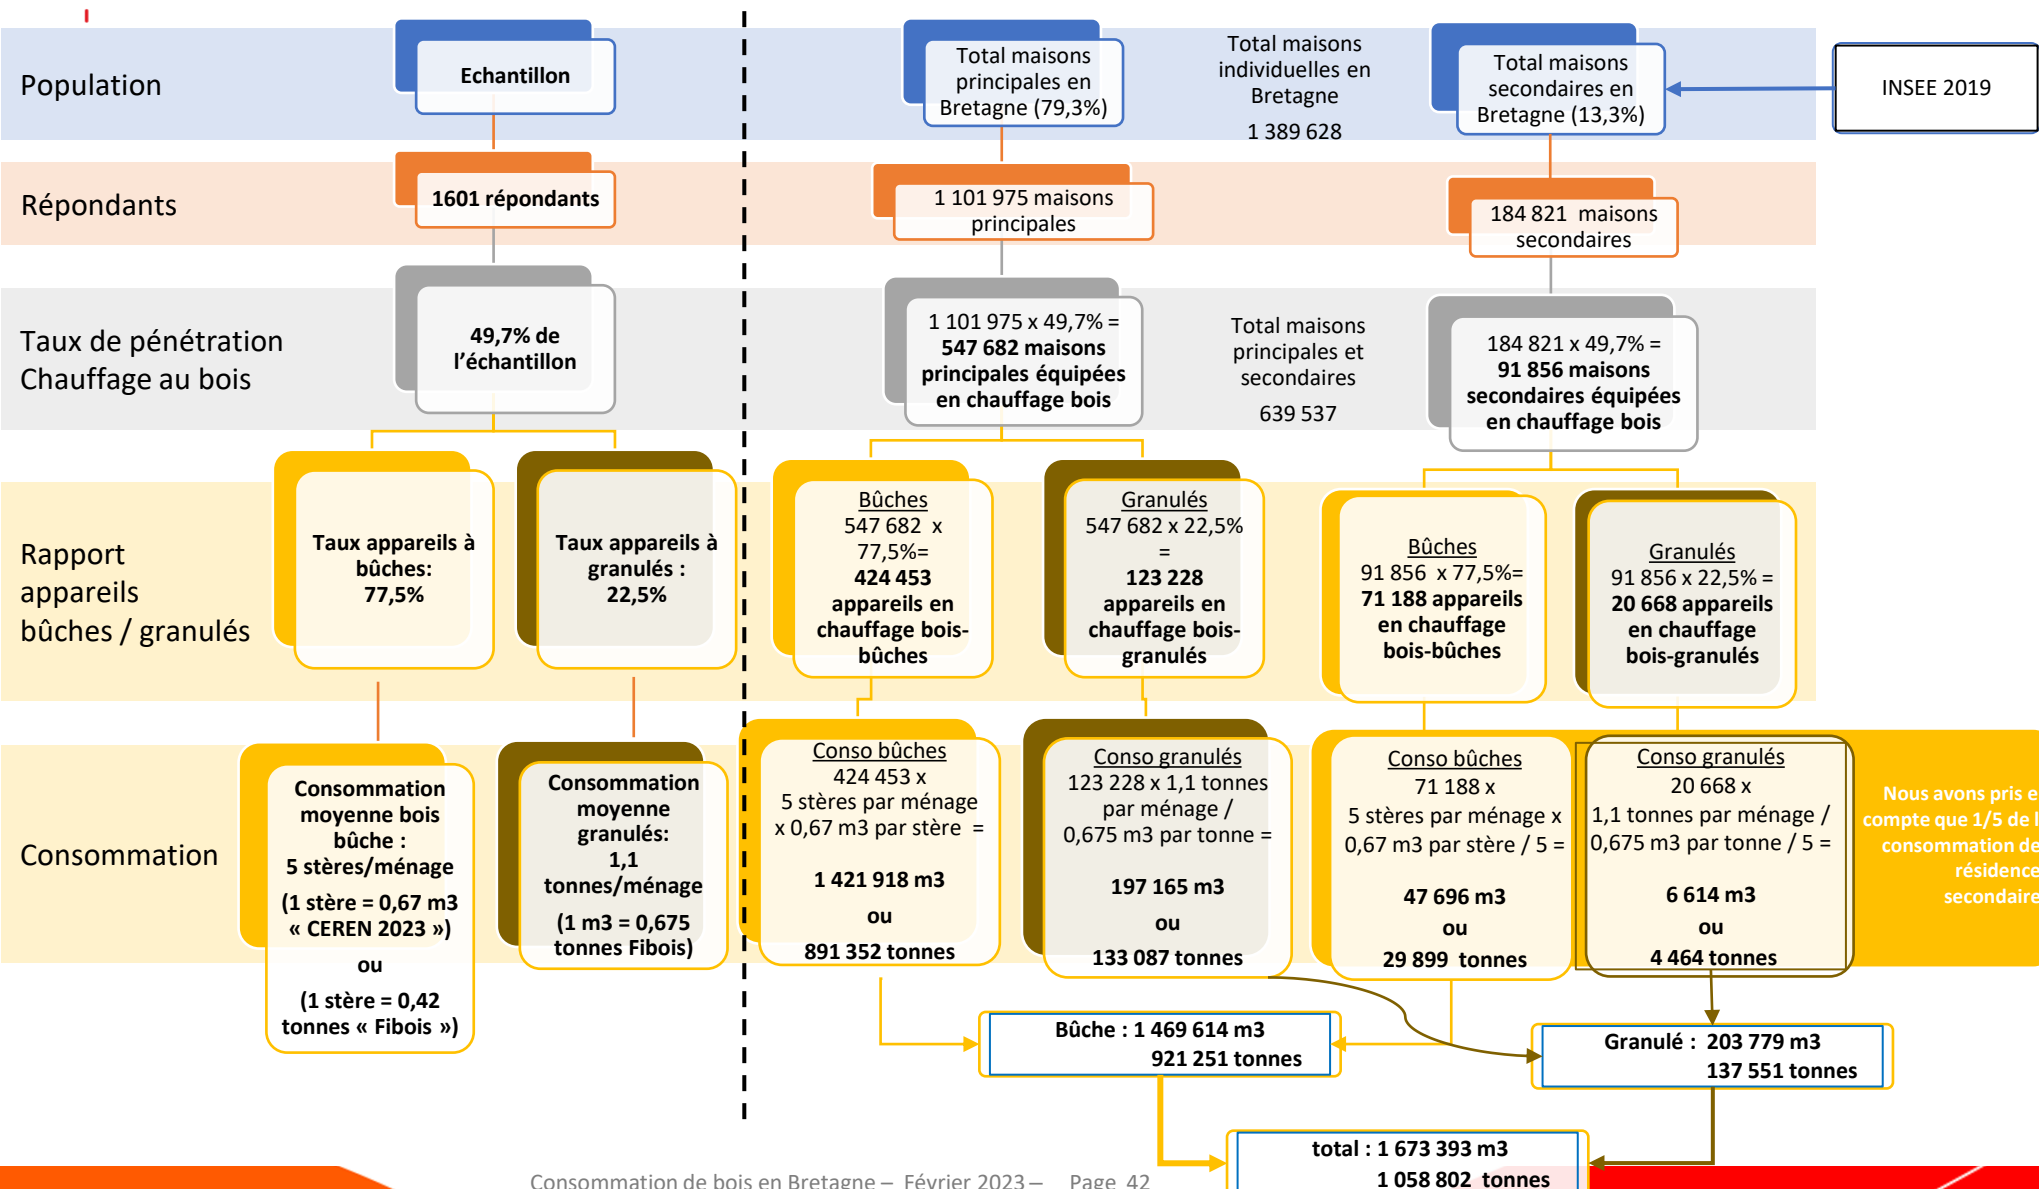 Population
Echantillon
Total maisons
principales en
Bretagne (79,3%)
Total maisons
individuelles en
Bretagne
1 389 628
Total maisons
secondaires en
Bretagne (13,3%)
INSEE 2019
Répondants
1601 répondants
1 101 975 maisons
principales
184 821 maisons
secondaires
Taux de pénétration
Chauffage au bois
49,7% de
l’échantillon
1 101 975 x 49,7% =
547 682 maisons
principales équipées
en chauffage bois
Total maisons
principales et
secondaires
639 537
184 821 x 49,7% =
91 856 maisons
secondaires équipées
en chauffage bois
Rapport
appareils
bûches / granulés
Taux appareils à
bûches:
77,5%
Taux appareils à
granulés :
22,5%
Bûches
547 682 x
77,5%=
424 453
appareils en
chauffage bois-
bûches
Granulés
547 682 x 22,5%
=
123 228
appareils en
chauffage bois-
granulés
Bûches
91 856 x 77,5%=
71 188 appareils
en chauffage
bois-bûches
Granulés
91 856 x 22,5% =
20 668 appareils
en chauffage
bois-granulés
Consommation
Consommation
moyenne bois
bûche :
5 stères/ménage
(1 stère = 0,67 m3
« CEREN 2023 »)
ou
(1 stère = 0,42
tonnes « Fibois »)
Consommation
moyenne
granulés:
1,1
tonnes/ménage
(1 m3 = 0,675
tonnes Fibois)
Conso bûches
424 453 x
5 stères par ménage
x 0,67 m3 par stère =
1 421 918 m3
ou
891 352 tonnes
Conso granulés
123 228 x 1,1 tonnes
par ménage /
0,675 m3 par tonne =
197 165 m3
ou
133 087 tonnes
Conso bûches
71 188 x
5 stères par ménage x
0,67 m3 par stère / 5 =
47 696 m3
ou
29 899 tonnes
Conso granulés
20 668 x
1,1 tonnes par ménage /
0,675 m3 par tonne / 5 =
6 614 m3
ou
4 464 tonnes
Nous avons pris
compte que 1/5 de
consommation de
résidence
secondaire
Bûche : 1 469 614 m3
921 251 tonnes
Granulé : 203 779 m3
137 551 tonnes
total : 1 673 393 m3
1 058 802 tonnes
Consommation de bois en Bretagne – Février 2023 – Page 42